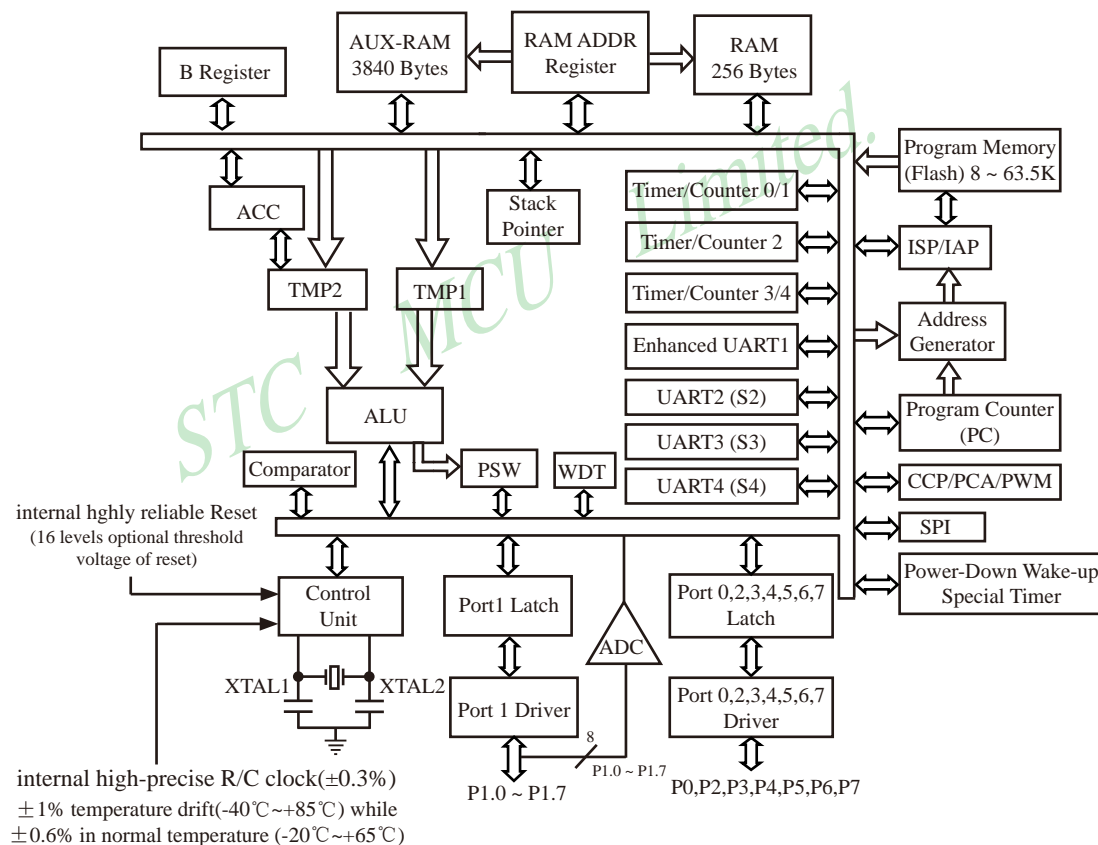 B Register
AUX-RAM
3840 Bytes
RAM ADDR
Register
RAM
256 Bytes
Program Memory
(Flash) 8 ~ 63.5K
ACC
Stack
Pointer
Timer/Counter 0/1
Timer/Counter 2
ISP/IAP
TMP2
TMP1
Timer/Counter 3/4
Address
Generator
Enhanced UART1
ALU
UART2 (S2)
Program Counter
(PC)
UART3 (S3)
Comparator
PSW
WDT
UART4 (S4)
CCP/PCA/PWM
SPI
Power-Down Wake-up
Special Timer
internal hghly reliable Reset
(16 levels optional threshold
voltage of reset)
Control
Unit
Port1 Latch
ADC
Port 0,2,3,4,5,6,7
Latch
XTAL1
XTAL2
Port 1 Driver
Port 0,2,3,4,5,6,7
Driver
8
P1.0 ~ P1.7
P1.0 ~ P1.7
P0,P2,P3,P4,P5,P6,P7
internal high-precise R/C clock(±0.3%)
±1% temperature drift(-40℃~+85℃) while
±0.6% in normal temperature (-20℃~+65℃)
STC MCU Limited.